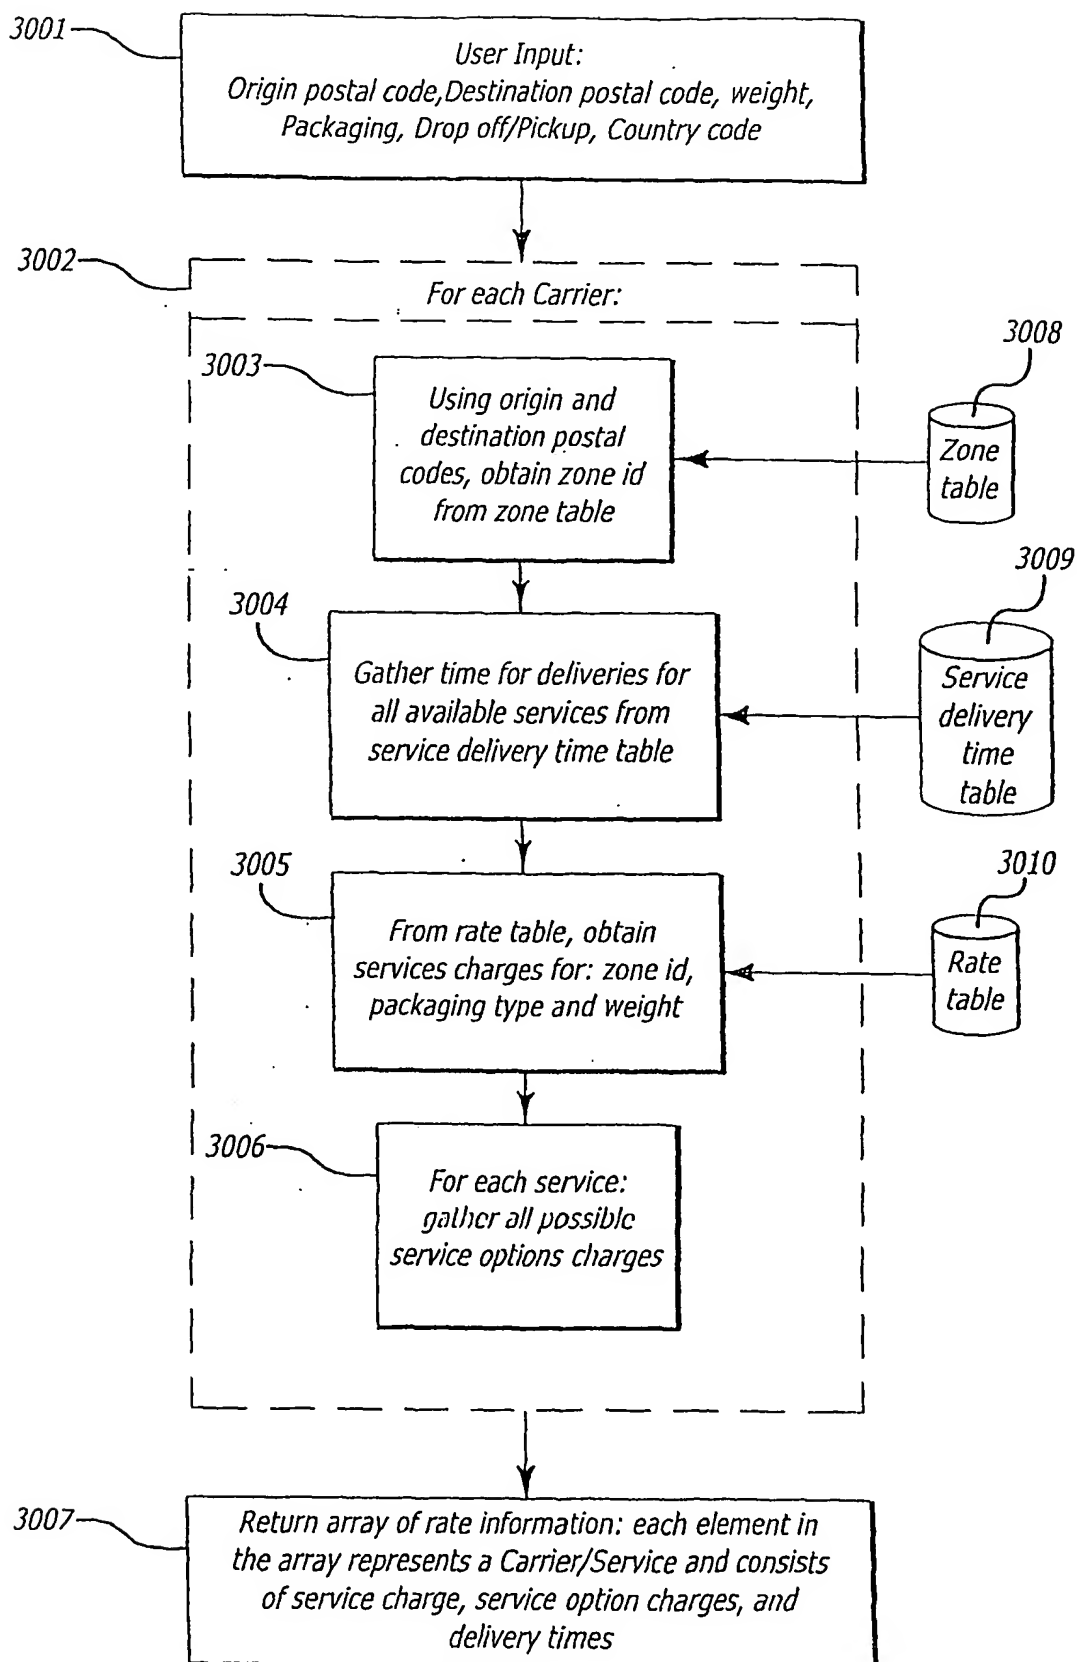 3001
User Input:
Origin postal code,Destination postal code, weight,
Packaging, Drop off/Pickup, Country code
3002
For each Carrier:
3003
Using origin and
destination postal
codes, obtain zone id
from zone table
3008
Zone
table
3004
Gather time for deliveries for
all available services from
service delivery time table
3009
Service
delivery
time
table
3005
From rate table, obtain
services charges for: zone id,
packaging type and weight
3010
Rate
table
3006
For each service:
gather all possible
service options charges
3007
Return array of rate information: each element in
the array represents a Carrier/Service and consists
of service charge, service option charges, and
delivery times